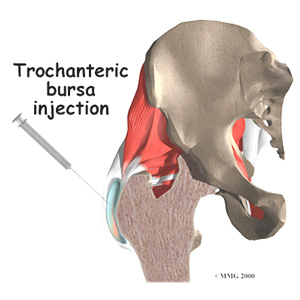 Trochanteric
bursa
injection
© MMG 2000